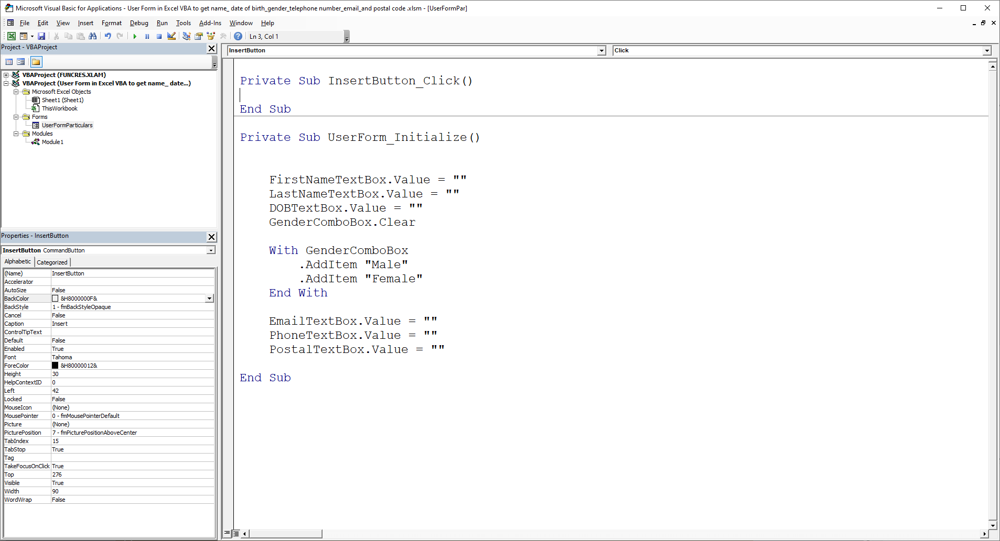 Microsoft Visual Basic for Applications - User Form in Excel VBA to get name_ date of birth_gender_telephone number_email_and postal code .xlsm - [UserFormPar]
File Edit View Insert Format Debug Run Tools Add-Ins Window Help
Ln 3, Col 1
Project - VBAProject
VBAProject (FUNCRES.XLAM)
VBAProject (User Form in Excel VBA to get name_ date...)
Microsoft Excel Objects
Sheet1 (Sheet1)
ThisWorkbook
Forms
UserFormParticulars
Modules
Module1
Properties - InsertButton
InsertButton CommandButton
Alphabetic Categorized
(Name) InsertButton
Accelerator
AutoSize False
BackColor &H8000000F&
BackStyle 1 - fmBackStyleOpaque
Cancel False
Caption Insert
ControlTipText
Default False
Enabled True
Font Tahoma
ForeColor &H80000012&
Height 30
HelpContextID 0
Left 42
Locked False
MouseIcon (None)
MousePointer 0 - fmMousePointerDefault
Picture (None)
PicturePosition 7 - fmPicturePositionAboveCenter
TabIndex 15
TabStop True
Tag
TakeFocusOnClick True
Top 276
Visible True
Width 90
WordWrap False
InsertButton Click
Private Sub InsertButton_Click()
End Sub
Private Sub UserForm_Initialize()
FirstNameTextBox.Value = ""
LastNameTextBox.Value = ""
DOBTextBox.Value = ""
GenderComboBox.Clear
With GenderComboBox
.AddItem "Male"
.AddItem "Female"
End With
EmailTextBox.Value = ""
PhoneTextBox.Value = ""
PostalTextBox.Value = ""
End Sub